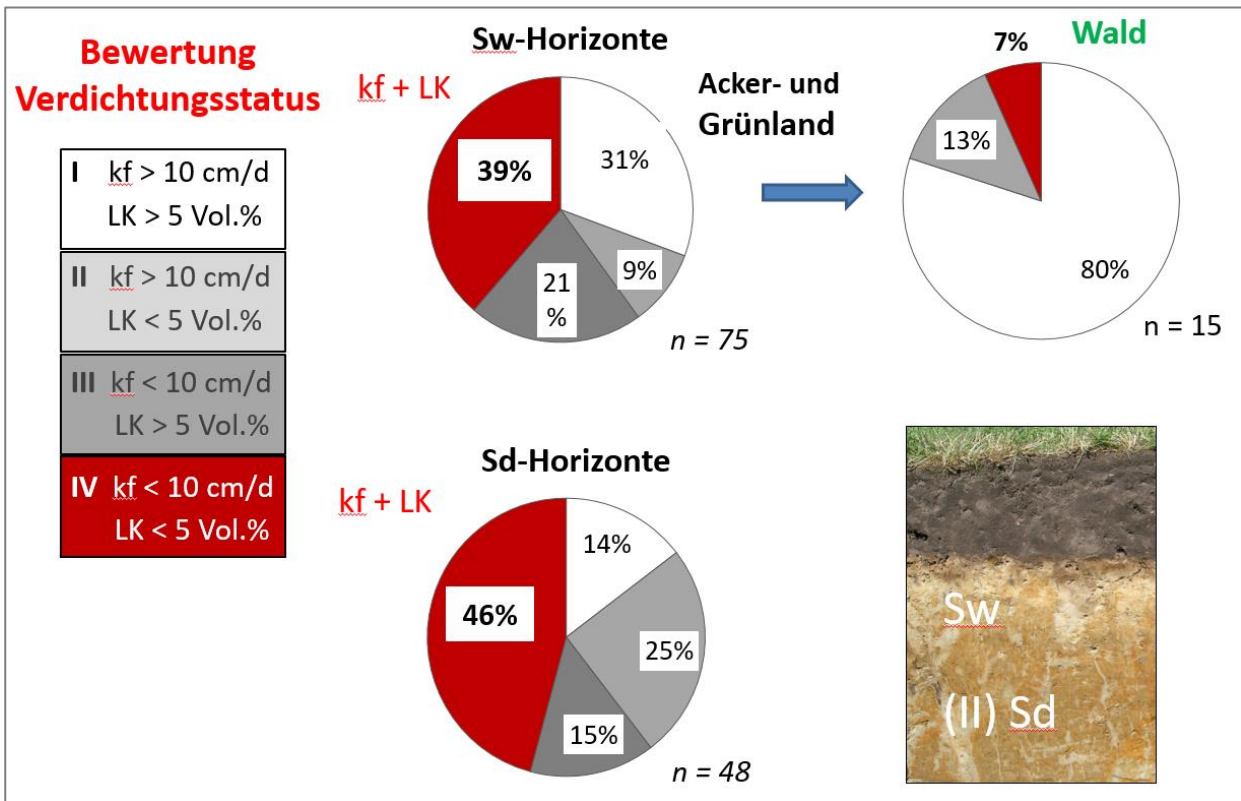 Bewertung
Verdichtungsstatus
I kf > 10 cm/d
LK > 5 Vol.%
II kf > 10 cm/d
LK < 5 Vol.%
III kf < 10 cm/d
LK > 5 Vol.%
IV kf < 10 cm/d
LK < 5 Vol.%
Sw-Horizonte
kf + LK
39%
31%
9%
21
%
n = 75
Acker- und
Grünland
Wald
7%
13%
80%
n = 15
Sd-Horizonte
kf + LK
46%
14%
25%
15%
n = 48
Sw
(II) Sd